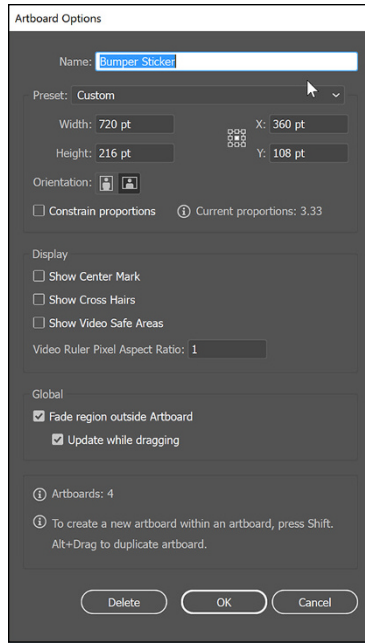 Artboard Options
Name: Bumper Sticker
Preset: Custom
Width: 720 pt X: 360 pt
Height: 216 pt Y: 108 pt
Orientation:
Constrain proportions Current proportions: 3.33
Display
Show Center Mark
Show Cross Hairs
Show Video Safe Areas
Video Ruler Pixel Aspect Ratio: 1
Global
Fade region outside Artboard
Update while dragging
Artboards: 4
To create a new artboard within an artboard, press Shift.
Alt+Drag to duplicate artboard.
Delete OK Cancel